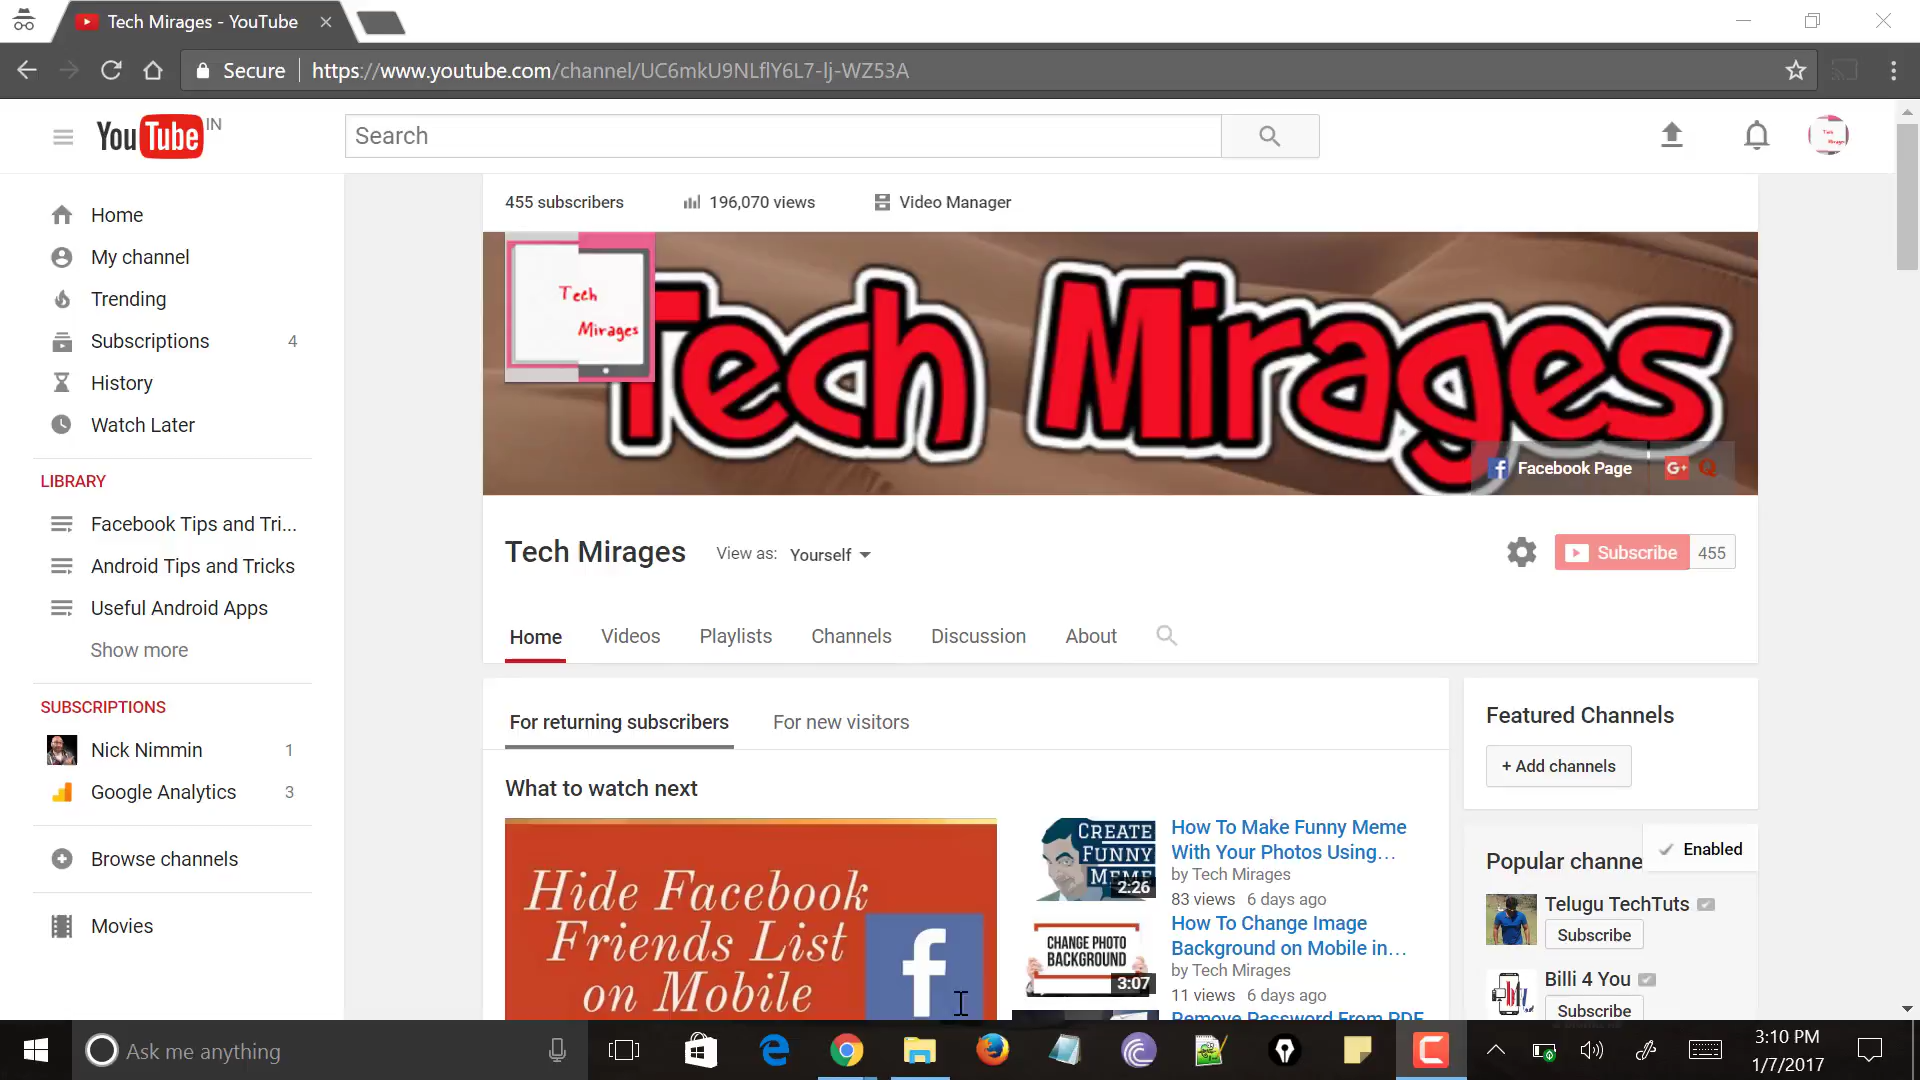 Tech Mirages - YouTube
Secure
https://www.youtube.com/channel/UC6mkU9NLflY6L7-lj-WZ53A
YouTube IN
Search
Home
My channel
Trending
Subscriptions 4
History
Watch Later
LIBRARY
Facebook Tips and Tri...
Android Tips and Tricks
Useful Android Apps
Show more
SUBSCRIPTIONS
Nick Nimmin 1
Google Analytics 3
Browse channels
Movies
455 subscribers 196,070 views Video Manager
Tech
Mirages
Tech Mirages
Facebook Page G+ Q
Tech Mirages View as: Yourself
Subscribe 455
Home Videos Playlists Channels Discussion About
For returning subscribers For new visitors
What to watch next
Hide Facebook
Friends List
on Mobile
f
CREATE
FUNNY
MEME
2:26
How To Make Funny Meme
With Your Photos Using...
by Tech Mirages
83 views 6 days ago
CHANGE PHOTO
BACKGROUND
3:07
How To Change Image
Background on Mobile in...
by Tech Mirages
11 views 6 days ago
Remove Password From PDF
Featured Channels
+ Add channels
Popular channe
Enabled
Telugu TechTuts
Subscribe
Billi 4 You
Subscribe
Ask me anything
3:10 PM
1/7/2017